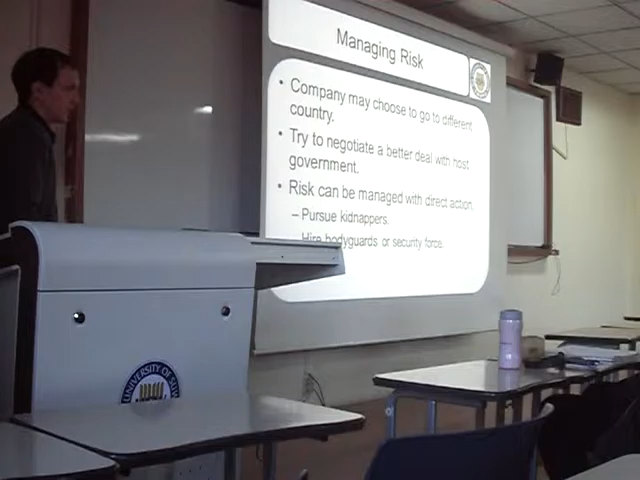 Managing Risk
• Company may choose to go to different
country.
• Try to negotiate a better deal with host
government.
• Risk can be managed with direct action.
– Pursue kidnappers.
– Hire bodyguards or security force.
UNIVERSITY OF